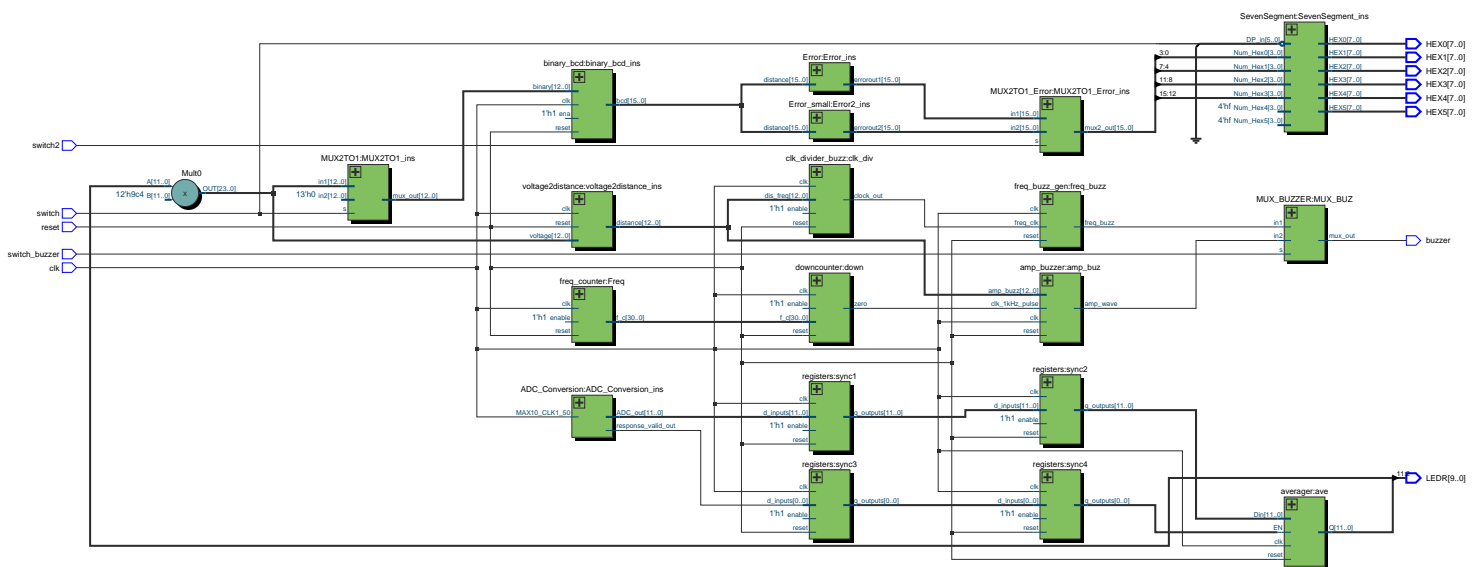 SevenSegment:SevenSegment_ins
DP_in[5..0]
Num_Hex0[3..0]
Num_Hex1[3..0]
Num_Hex2[3..0]
Num_Hex3[3..0]
4'hf Num_Hex4[3..0]
4'hf Num_Hex5[3..0]
HEX0[7..0]
HEX1[7..0]
HEX2[7..0]
HEX3[7..0]
HEX4[7..0]
HEX5[7..0]
HEX0[7..0]
HEX1[7..0]
HEX2[7..0]
HEX3[7..0]
HEX4[7..0]
HEX5[7..0]
3:0
7:4
11:8
15:12
binary_bcd:binary_bcd_ins
binary[12..0]
clk
1'h1 ena
reset
bcd[15..0]
Error:Error_ins
distance[15..0]
errorout1[15..0]
Error_small:Error2_ins
distance[15..0]
errorout2[15..0]
MUX2TO1_Error:MUX2TO1_Error_ins
in1[15..0]
in2[15..0]
s
mux2_out[15..0]
switch2
Mult0
A[11..0]
12'h9c4 B[11..0]
x
OUT[23..0]
MUX2TO1:MUX2TO1_ins
in1[12..0]
13'h0 in2[12..0]
s
mux_out[12..0]
switch
reset
switch_buzzer
clk
voltage2distance:voltage2distance_ins
clk
reset
voltage[12..0]
distance[12..0]
clk_divider_buzz:clk_div
clk
dis_freq[12..0]
1'h1 enable
reset
clock_out
freq_buzz_gen:freq_buzz
clk
freq_clk
reset
freq_buzz
MUX_BUZZER:MUX_BUZ
in1
in2
s
mux_out
buzzer
freq_counter:Freq
clk
1'h1 enable
reset
f_c[30..0]
downcounter:down
clk
1'h1 enable
f_c[30..0]
reset
zero
amp_buzzer:amp_buz
amp_buzz[12..0]
clk_1kHz_pulse
clk
reset
amp_wave
ADC_Conversion:ADC_Conversion_ins
MAX10_CLK1_50
ADC_out[11..0]
response_valid_out
registers:sync1
clk
d_inputs[11..0]
1'h1 enable
reset
q_outputs[11..0]
registers:sync2
clk
d_inputs[11..0]
1'h1 enable
reset
q_outputs[11..0]
registers:sync3
clk
d_inputs[0..0]
1'h1 enable
reset
q_outputs[0..0]
registers:sync4
clk
d_inputs[0..0]
1'h1 enable
reset
q_outputs[0..0]
averager:ave
Din[11..0]
EN
clk
reset
Q[11..0]
LEDR[9..0]